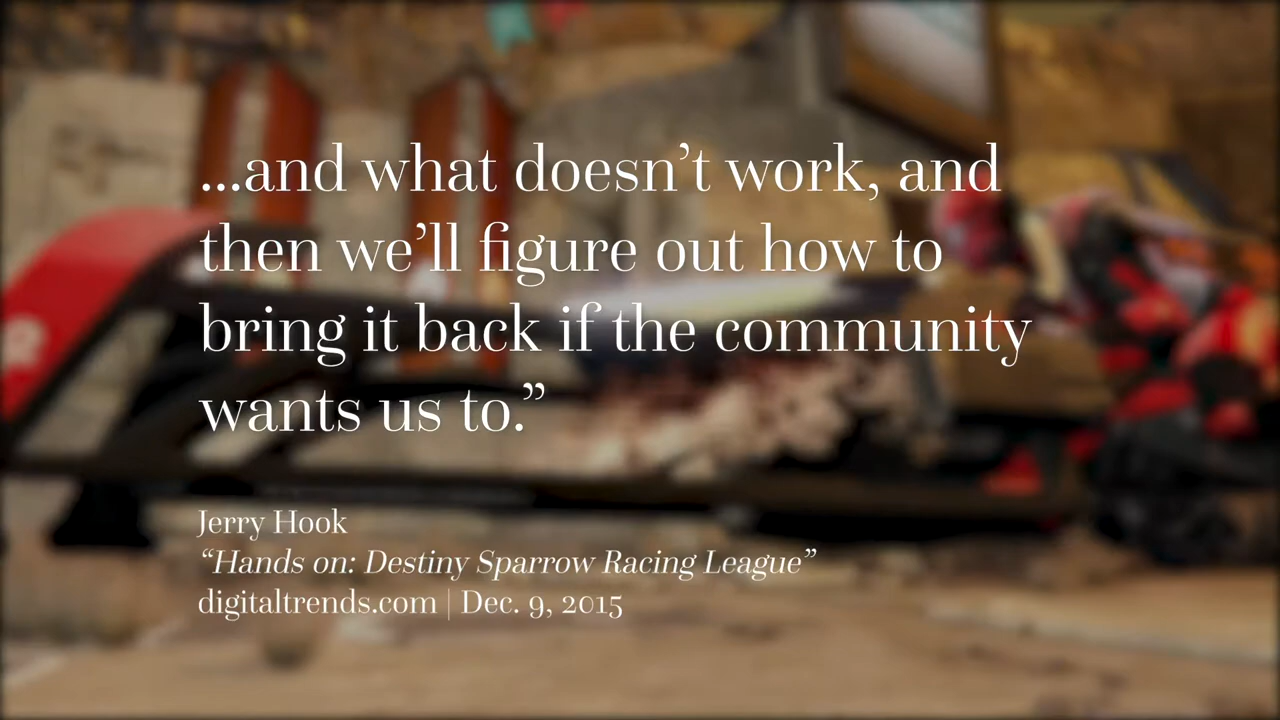 ...and what doesn’t work, and
then we’ll figure out how to
bring it back if the community
wants us to.”
Jerry Hook
“Hands on: Destiny Sparrow Racing League”
digitaltrends.com | Dec. 9, 2015